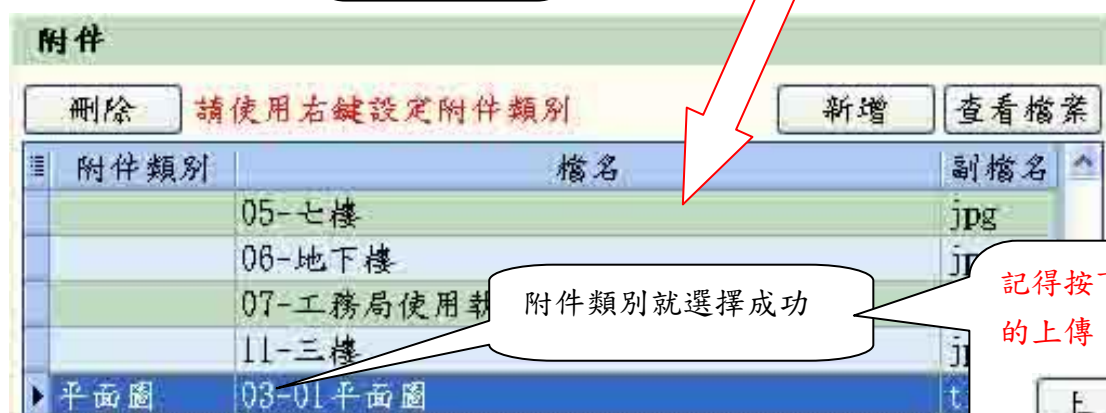 附件
刪除 請使用右鍵設定附件類別 新增 查看檔案
附件類別 檔名 副檔名
05-七樓 jpg
06-地下樓
07-工務局使用
11-三樓
平面圖 03-01平面圖
附件類別就選擇成功
記得按
的上傳